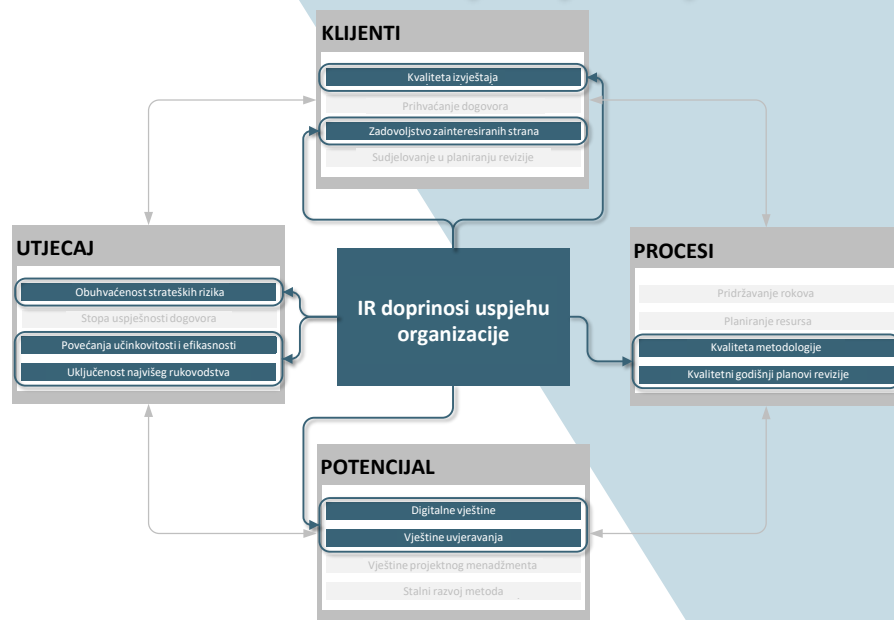 KLIJENTI
Kvaliteta izvještaja
Prihvaćanje dogovora
Zadovoljstvo zainteresiranih strana
Sudjelovanje u planiranju revizije
UTJECAJ
Obuhvaćenost strateških rizika
Stopa uspješnosti dogovora
Povećanja učinkovitosti i efikasnosti
Uključenost najvišeg rukovodstva
IR doprinosi uspjehu
organizacije
PROCESI
Pridržavanje rokova
Planiranje resursa
Kvaliteta metodologije
Kvalitetni godišnji planovi revizije
POTENCIJAL
Digitalne vještine
Vještine uvjeravanja
Vještine projektnog menadžmenta
Stalni razvoj metoda